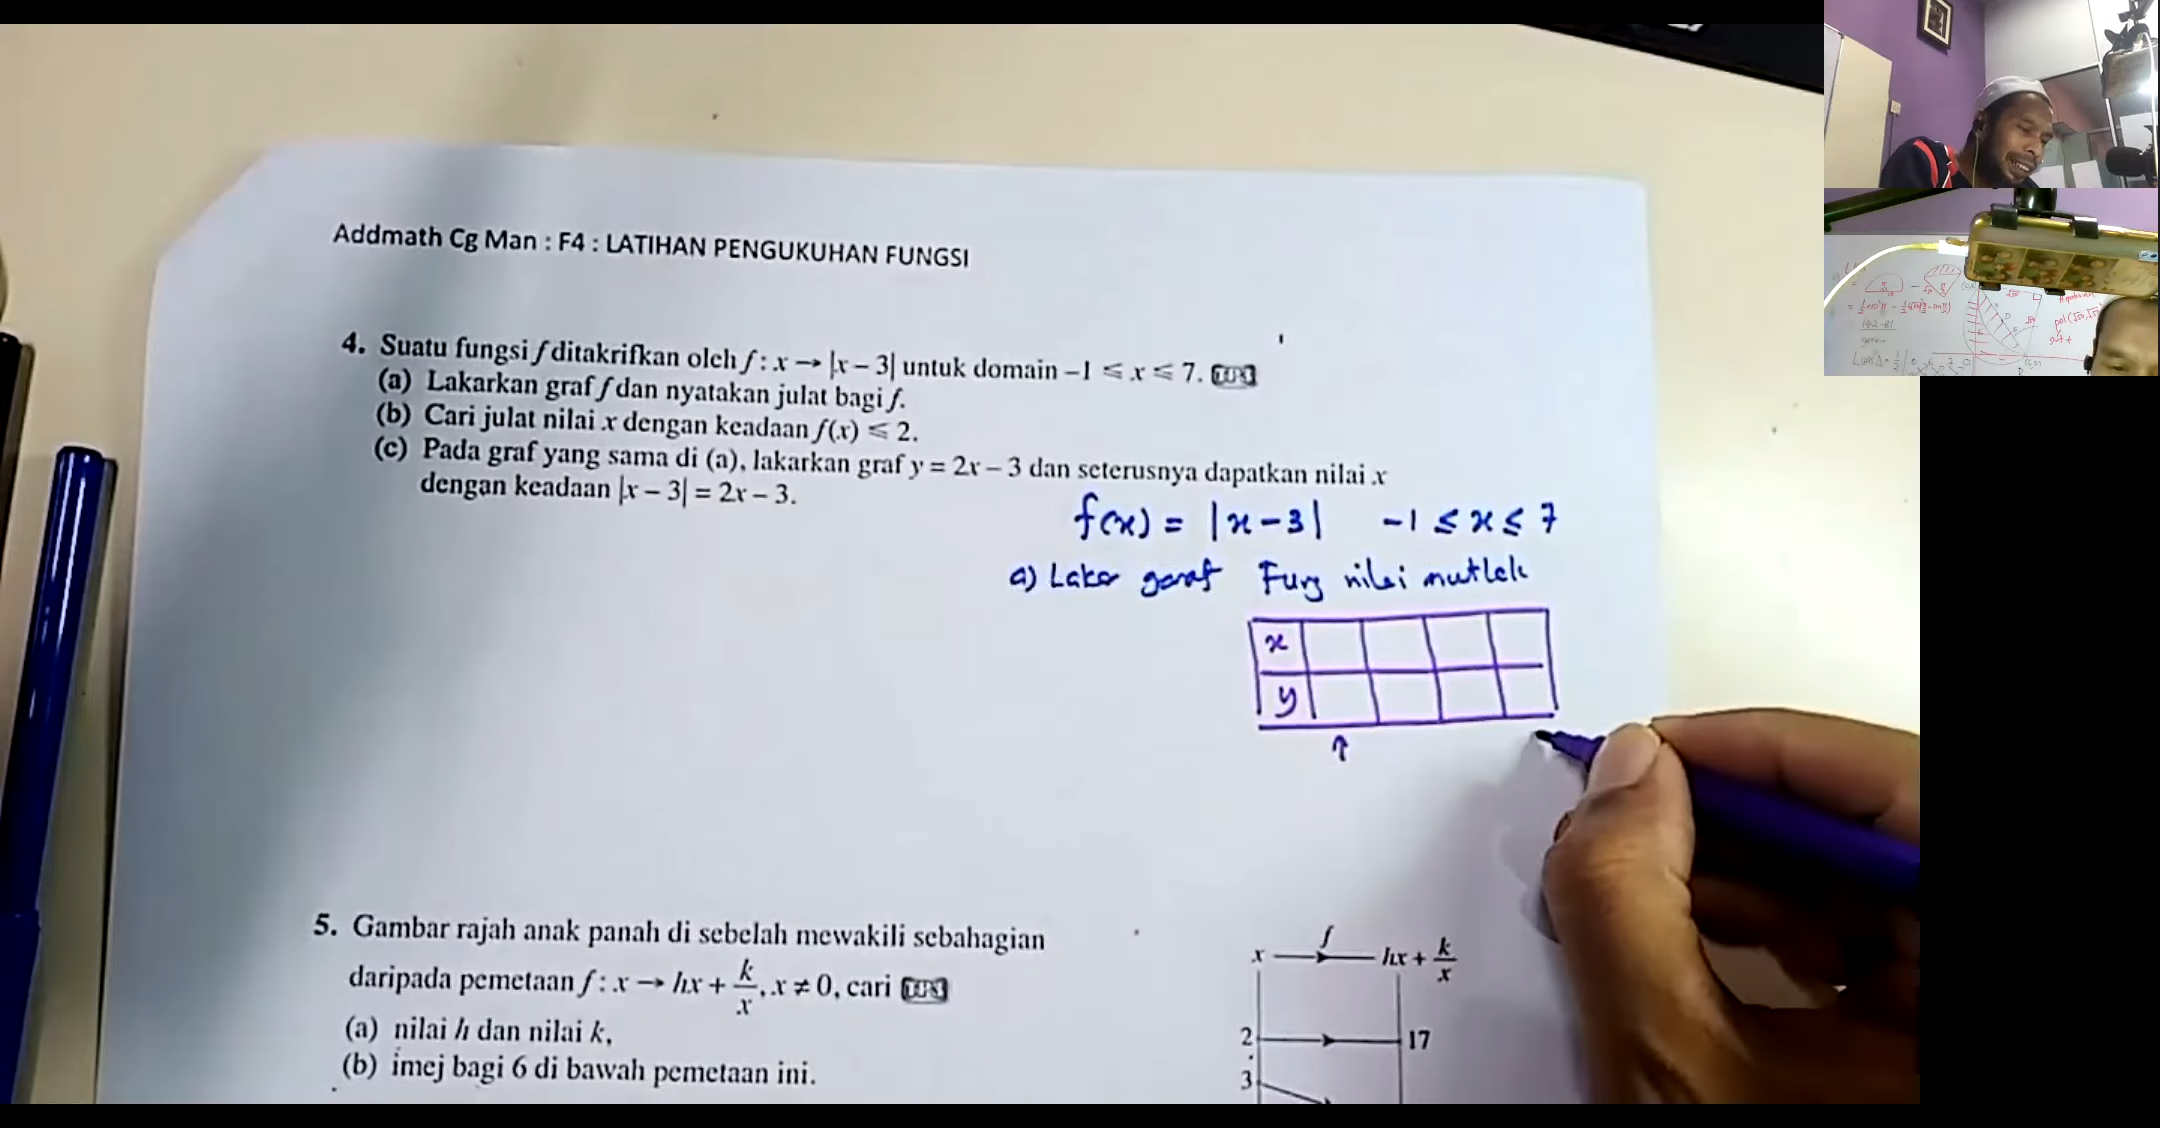 Addmath Cg Man : F4 : LATIHAN PENGUKUHAN FUNGSI
4. Suatu fungsi f ditakrifkan oleh f : x → |x – 3| untuk domain –1 ⩽ x ⩽ 7.
(a) Lakarkan graf f dan nyatakan julat bagi f.
(b) Cari julat nilai x dengan keadaan f(x) ⩽ 2.
(c) Pada graf yang sama di (a), lakarkan graf y = 2x – 3 dan seterusnya dapatkan nilai x
dengan keadaan |x – 3| = 2x – 3.
f(x) = |x – 3| –1 ≤ x ≤ 7
a) Lakar graf Fung nilai mutlak
x
y
5. Gambar rajah anak panah di sebelah mewakili sebahagian
daripada pemetaan f : x → hx + k/x, x ≠ 0, cari
(a) nilai h dan nilai k,
(b) imej bagi 6 di bawah pemetaan ini.
f
x hx + k/x
2 17
3